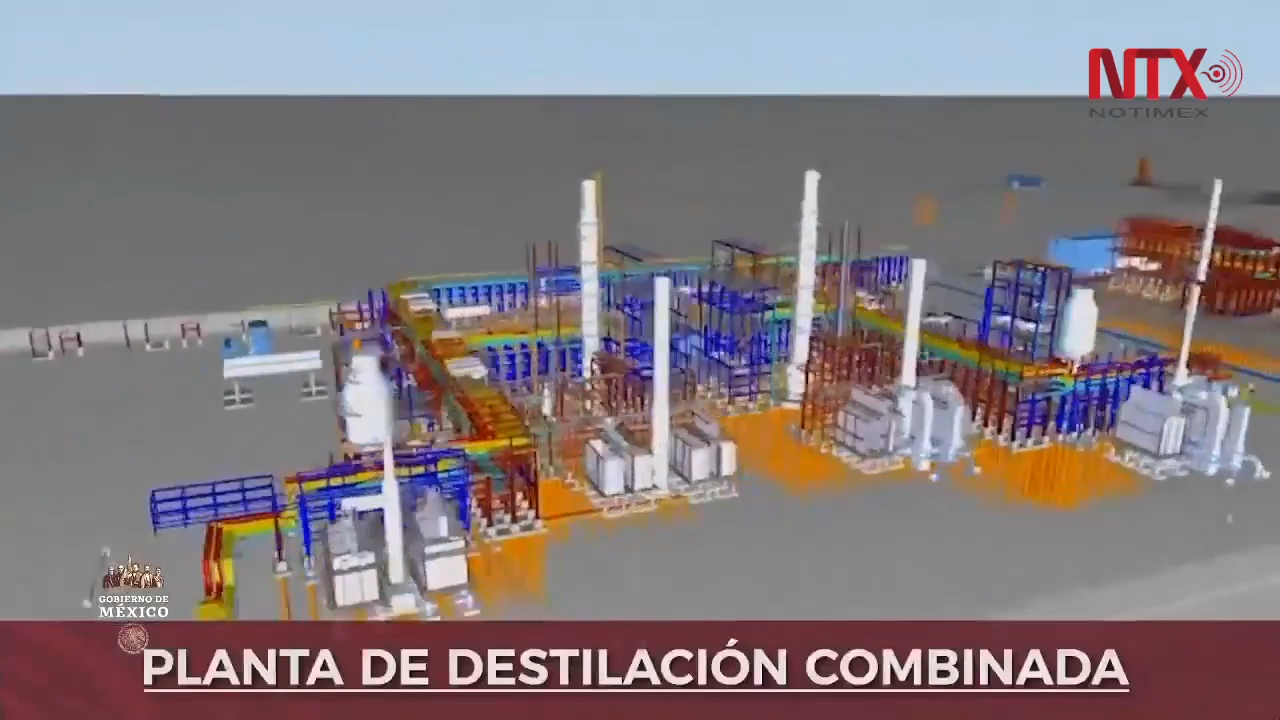 NTX
NOTIMEX
GOBIERNO DE
MÉXICO
PLANTA DE DESTILACIÓN COMBINADA